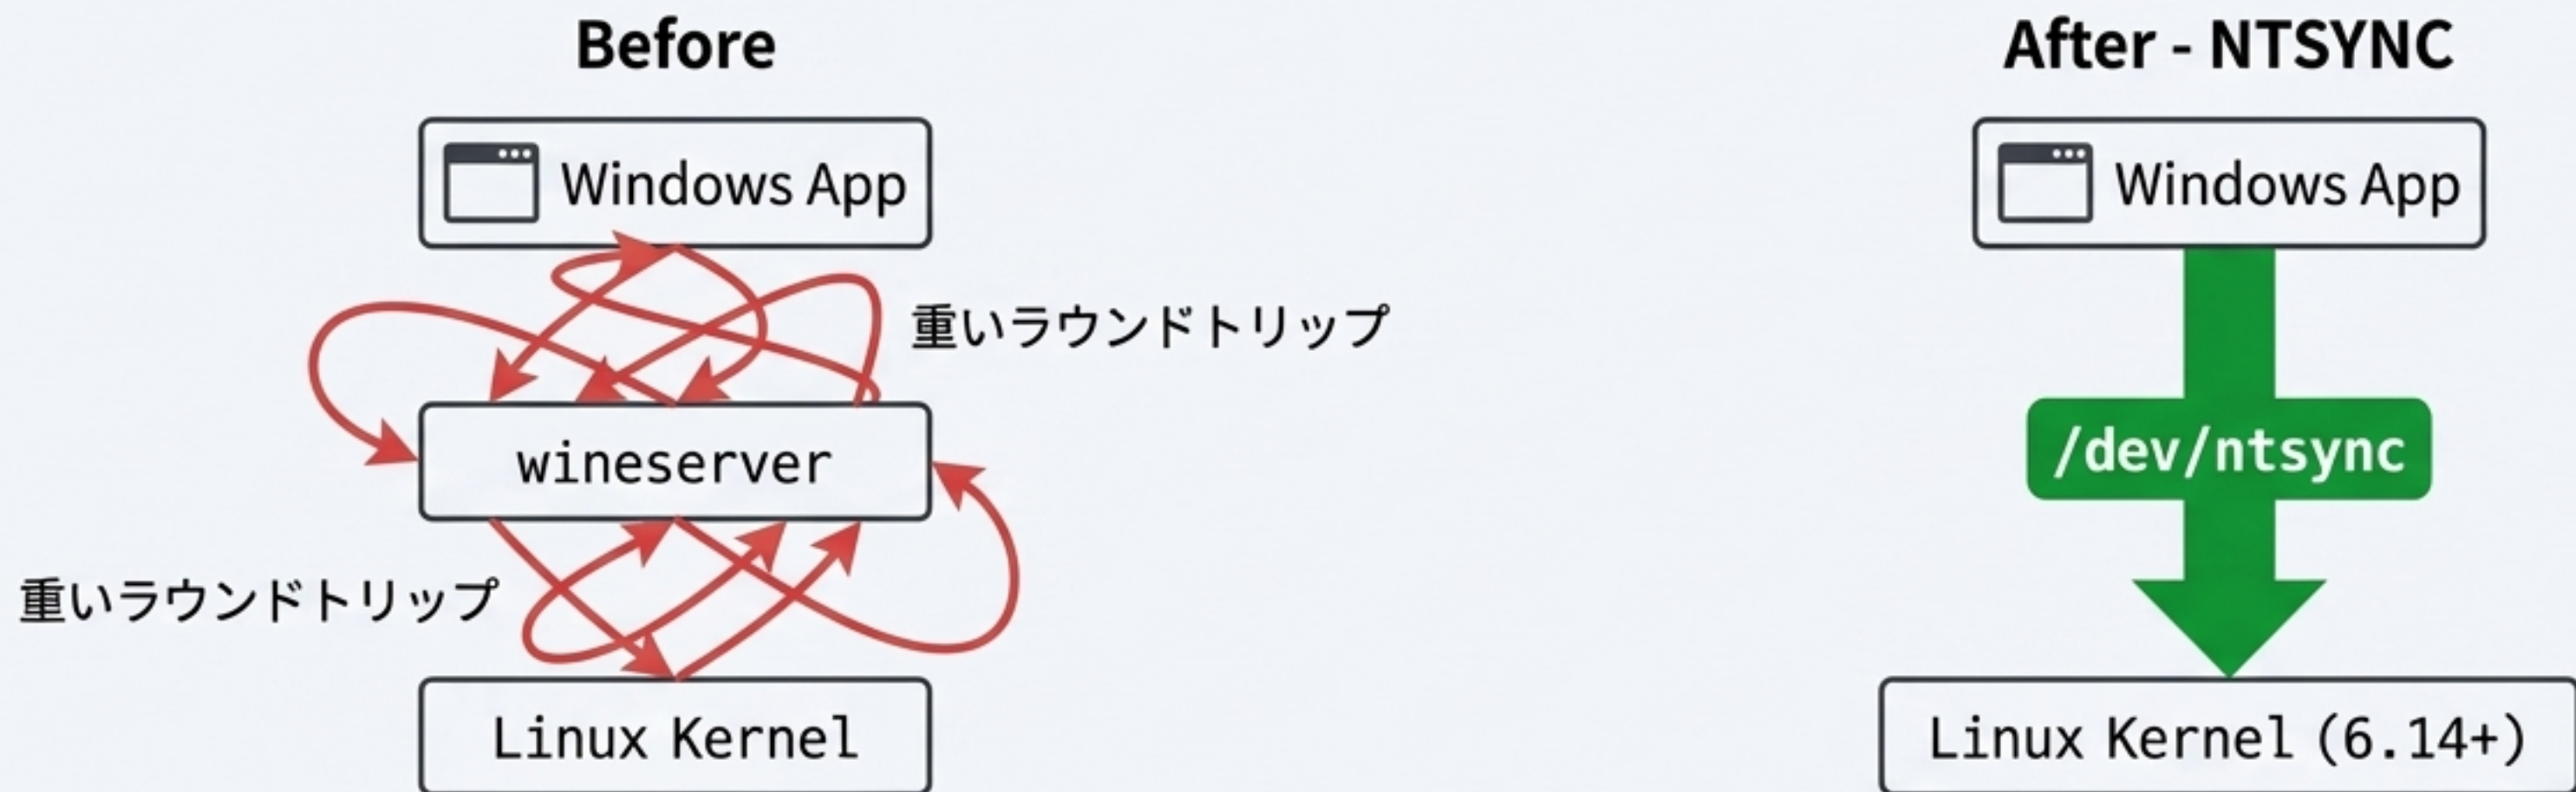 Before
Windows App
重いラウンドトリップ
wineserver
重いラウンドトリップ
Linux Kernel
After - NTSYNC
Windows App
/dev/ntsync
Linux Kernel (6.14+)